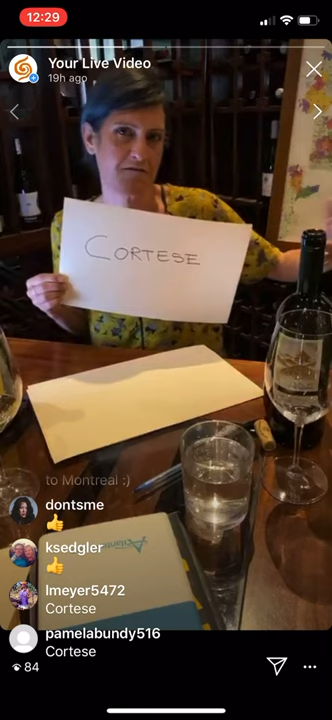 12:29
Your Live Video
19h ago
CORTESE
to Montreal :)
dontsme
👍
ksedgler
👍
lmeyer5472
Cortese
pamelabundy516
Cortese
84